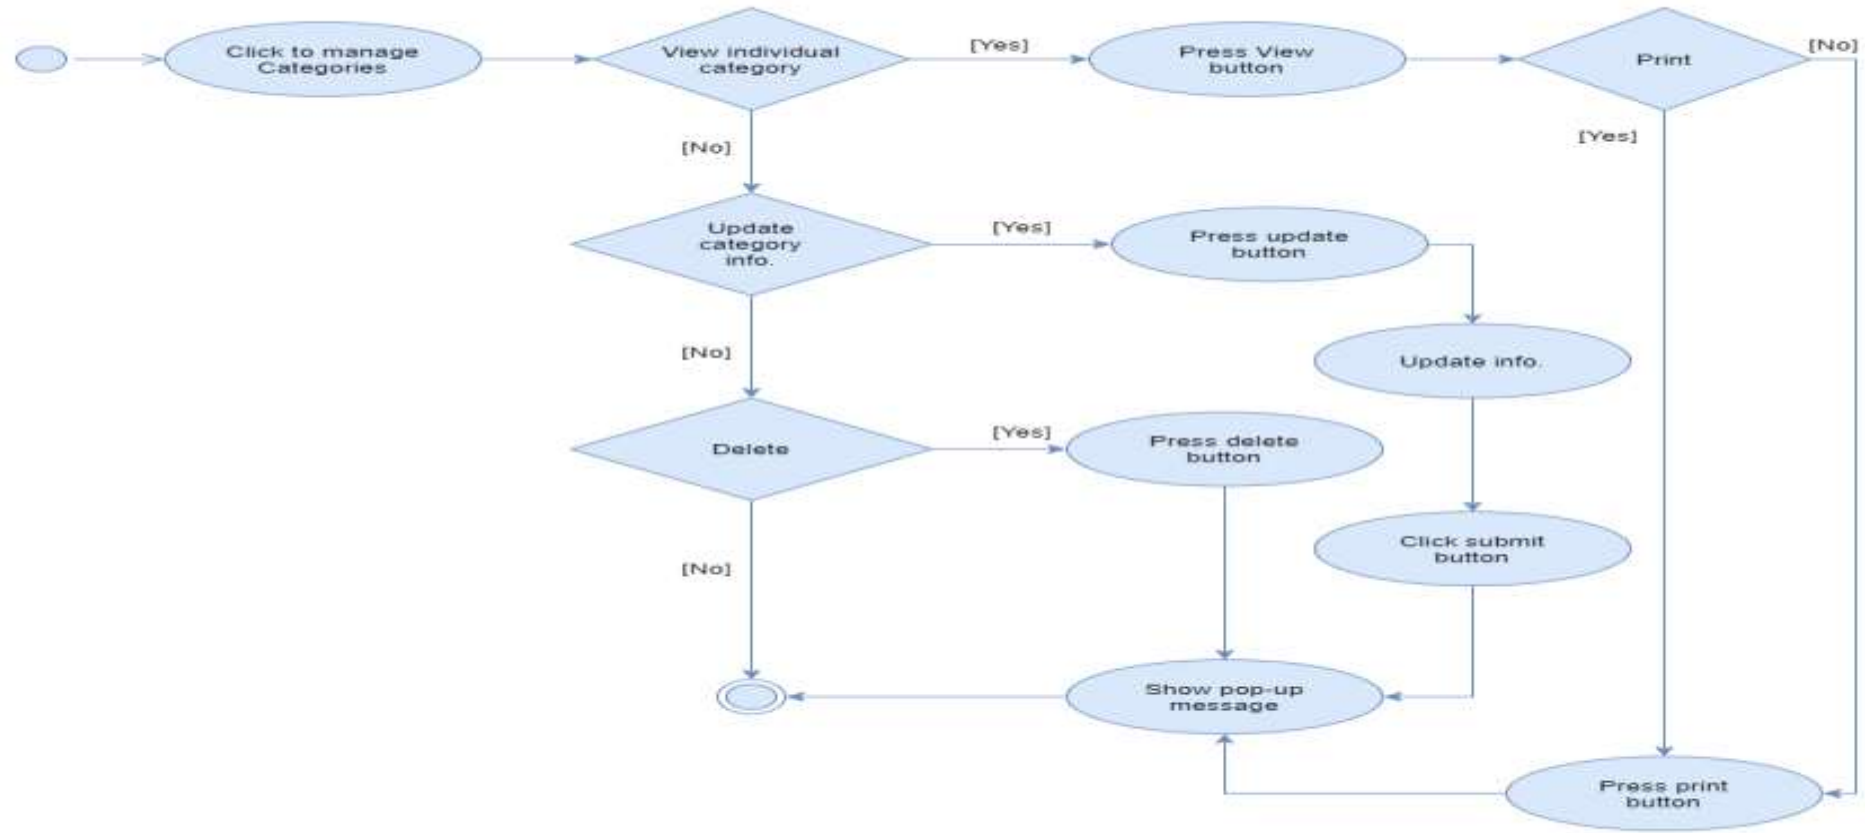 Click to manage
Categories
View individual
category
[Yes]
Press View
button
Print
[No]
[No]
[Yes]
Update
category
info.
[Yes]
Press update
button
[No]
Update info.
Delete
[Yes]
Press delete
button
Click submit
button
[No]
Show pop-up
message
Press print
button